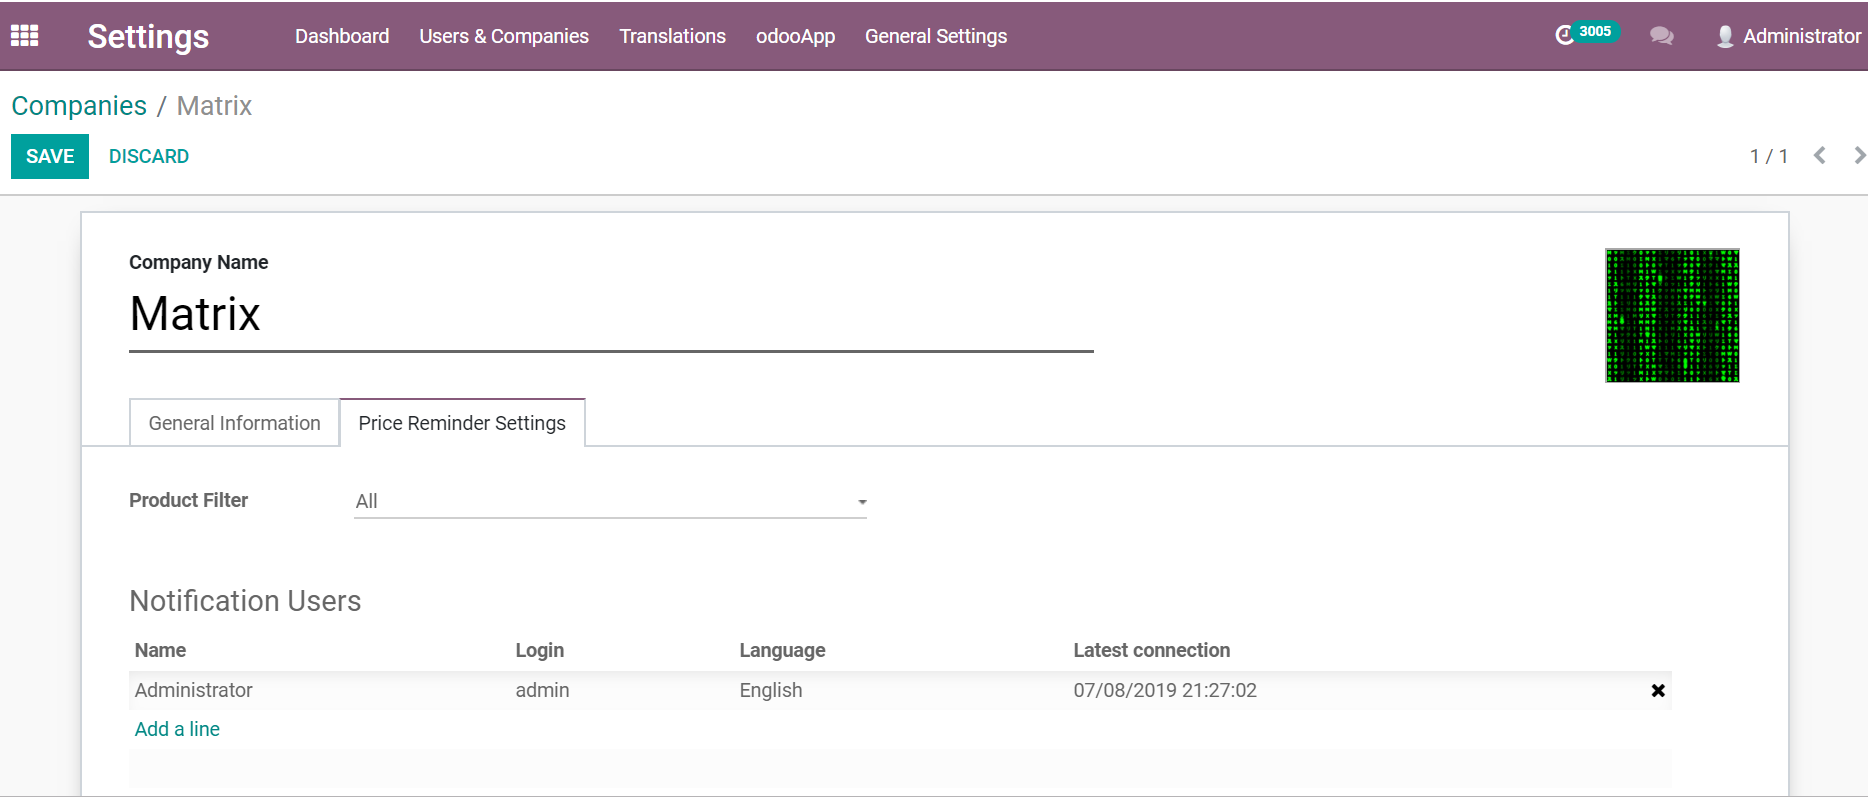 Settings Dashboard Users & Companies Translations odooApp General Settings 3005 Administrator
Companies / Matrix
SAVE DISCARD 1 / 1
Company Name
Matrix
General Information Price Reminder Settings
Product Filter All
Notification Users
Name Login Language Latest connection
Administrator admin English 07/08/2019 21:27:02
Add a line